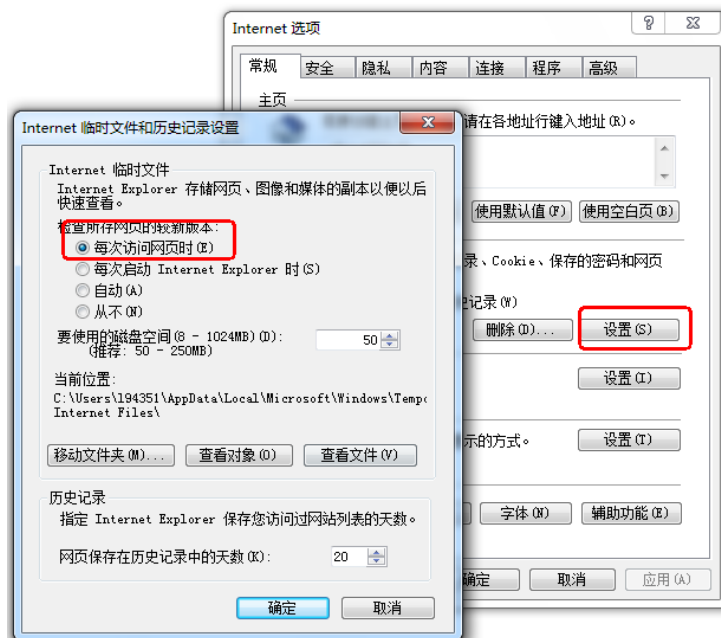 Internet 选项
常规 安全 隐私 内容 连接 程序 高级
主页
请在各地址行键入地址(R)。
使用默认值(F) 使用空白页(B)
录、Cookie、保存的密码和网页
记录(W)
删除(D)... 设置(S)
设置(I)
示的方式。 设置(T)
字体(N) 辅助功能(E)
确定 取消 应用(A)
Internet 临时文件和历史记录设置
Internet 临时文件
Internet Explorer 存储网页、图像和媒体的副本以便以后
快速查看。
检查所存网页的较新版本:
每次访问网页时(E)
每次启动 Internet Explorer 时(S)
自动(A)
从不(N)
要使用的磁盘空间(8 - 1024MB)(D): 50
(推荐: 50 - 250MB)
当前位置:
C:\Users\l94351\AppData\Local\Microsoft\Windows\Tempo
Internet Files\
移动文件夹(M)... 查看对象(O) 查看文件(V)
历史记录
指定 Internet Explorer 保存您访问过网站列表的天数。
网页保存在历史记录中的天数(K): 20
确定 取消